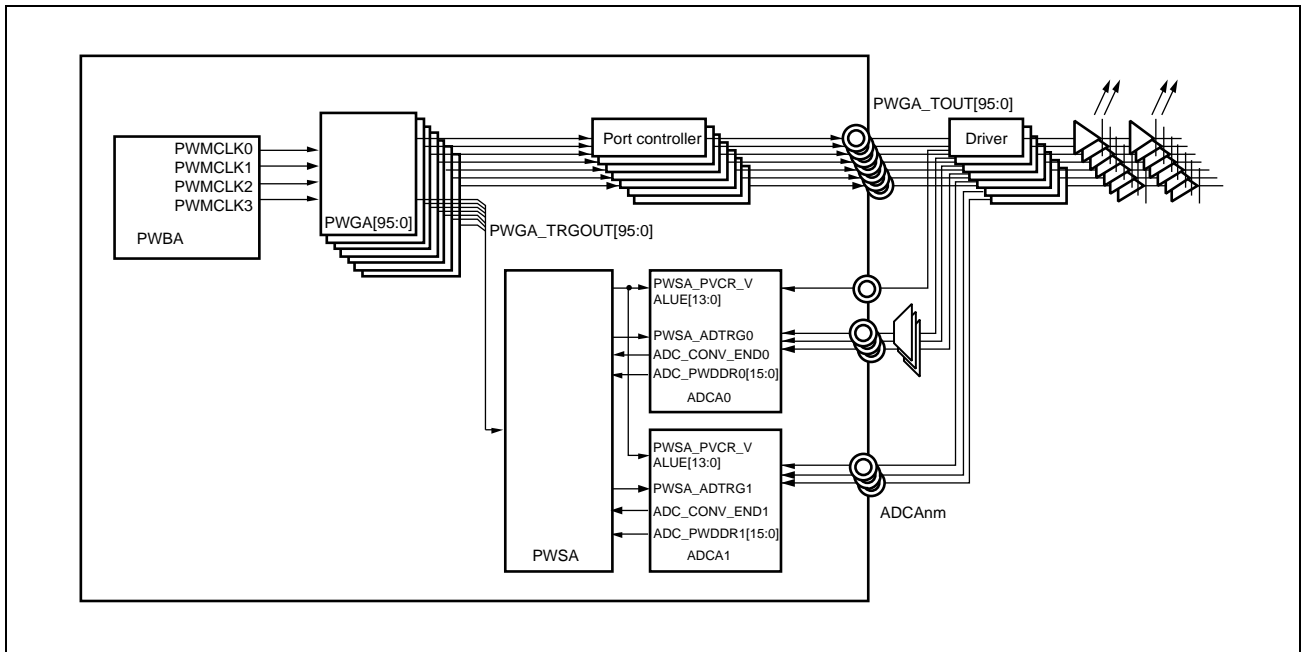 PWGA_TOUT[95:0]
Port controller
Driver
PWMCLK0
PWMCLK1
PWMCLK2
PWMCLK3
PWBA
PWGA[95:0]
PWGA_TRGOUT[95:0]
PWSA_PVCR_V
ALUE[13:0]
PWSA_ADTRG0
ADC_CONV_END0
ADC_PWDDR0[15:0]
ADCA0
PWSA_PVCR_V
ALUE[13:0]
PWSA_ADTRG1
ADC_CONV_END1
ADC_PWDDR1[15:0]
ADCA1
PWSA
ADCAnm